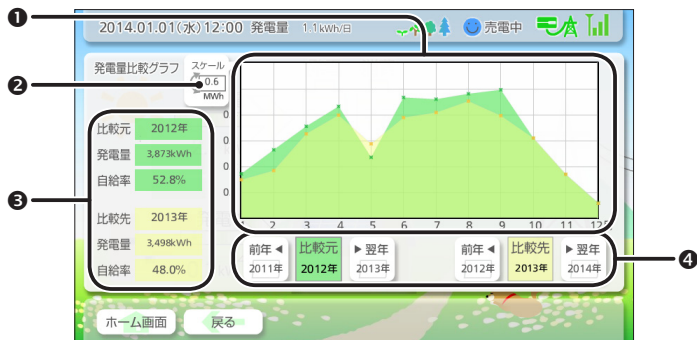 ❶
2014.01.01(水)12:00 発電量 1.1kWh/日 売電中
発電量比較グラフ
スケール
0.6
MWh
❷
0
0
0
0
❸
比較元 2012年
発電量 3,873kWh
自給率 52.8%
比較先 2013年
発電量 3,498kWh
自給率 48.0%
1 2 3 4 5 6 7 8 9 10 11 12
前年◀ 2011年
比較元 2012年
▶翌年 2013年
前年◀ 2012年
比較先 2013年
▶翌年 2014年
❹
ホーム画面 戻る